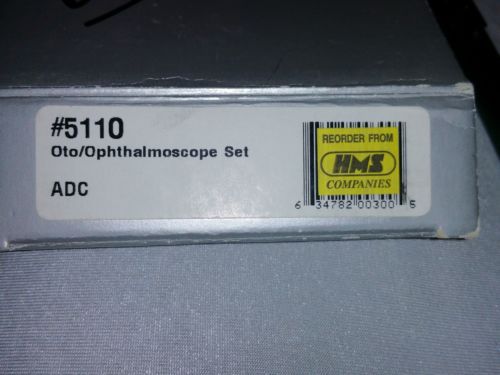 #5110
Oto/Ophthalmoscope Set
ADC
REORDER FROM
HMS
COMPANIES
6 34782 00300 5